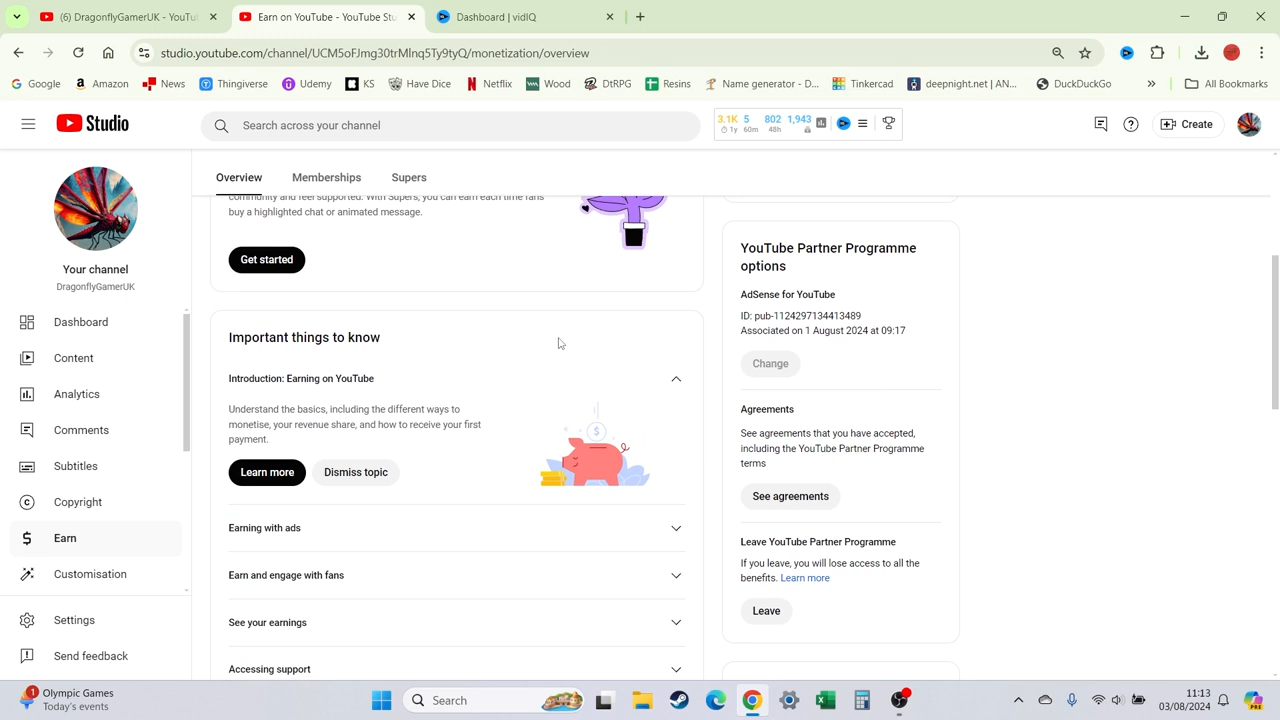 (6) DragonflyGamerUK - YouTub
Earn on YouTube - YouTube Stu
Dashboard | vidIQ
studio.youtube.com/channel/UCM5oFJmg30trMlnq5Ty9tyQ/monetization/overview
Google
Amazon
News
Thingiverse
Udemy
KS
Have Dice
Netflix
Wood
DtRPG
Resins
Name generator - D...
Tinkercad
deepnight.net | AN...
DuckDuckGo
All Bookmarks
Studio
Search across your channel
3.1K 5 802 1,943
1y 60m 48h
Create
Overview
Memberships
Supers
Your channel
DragonflyGamerUK
Dashboard
Content
Analytics
Comments
Subtitles
Copyright
Earn
Customisation
Settings
Send feedback
community and feel supported. With Supers, you can earn each time fans
buy a highlighted chat or animated message.
Get started
Important things to know
Introduction: Earning on YouTube
Understand the basics, including the different ways to
monetise, your revenue share, and how to receive your first
payment.
Learn more
Dismiss topic
Earning with ads
Earn and engage with fans
See your earnings
Accessing support
YouTube Partner Programme
options
AdSense for YouTube
ID: pub-1124297134413489
Associated on 1 August 2024 at 09:17
Change
Agreements
See agreements that you have accepted,
including the YouTube Partner Programme
terms
See agreements
Leave YouTube Partner Programme
If you leave, you will lose access to all the
benefits. Learn more
Leave
1
Olympic Games
Today's events
Search
11:13
03/08/2024
PRE